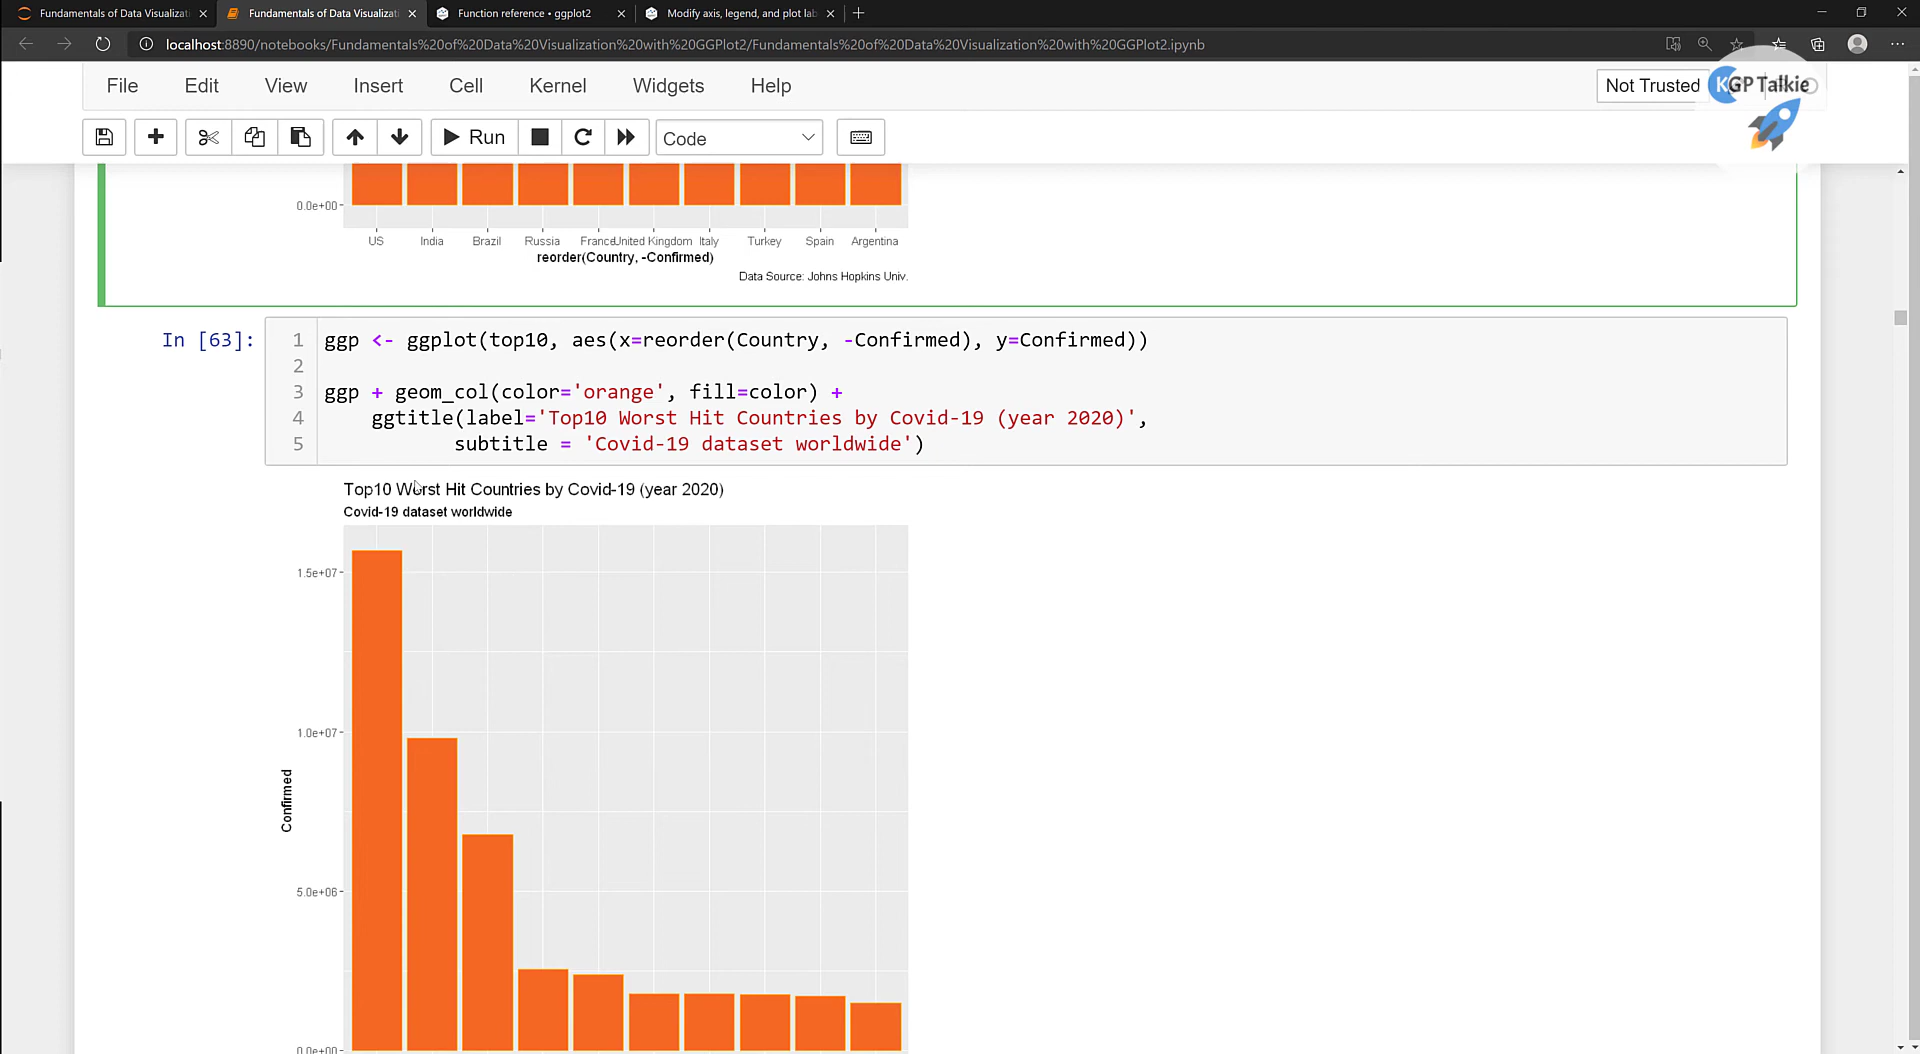 Fundamentals of Data Visualizati
Fundamentals of Data Visualizati
Function reference • ggplot2
Modify axis, legend, and plot lab
localhost:8890/notebooks/Fundamentals%20of%20Data%20Visualization%20with%20GGPlot2/Fundamentals%20of%20Data%20Visualization%20with%20GGPlot2.ipynb
File Edit View Insert Cell Kernel Widgets Help
Not Trusted
KGP Talkie
Run
Code
0.0e+00
US India Brazil Russia France United Kingdom Italy Turkey Spain Argentina
reorder(Country, -Confirmed)
Data Source: Johns Hopkins Univ.
In [63]:
1 ggp <- ggplot(top10, aes(x=reorder(Country, -Confirmed), y=Confirmed))
2
3 ggp + geom_col(color='orange', fill=color) +
4 ggtitle(label='Top10 Worst Hit Countries by Covid-19 (year 2020)',
5 subtitle = 'Covid-19 dataset worldwide')
Top10 Worst Hit Countries by Covid-19 (year 2020)
Covid-19 dataset worldwide
1.5e+07
1.0e+07
Confirmed
5.0e+06
0.0e+00